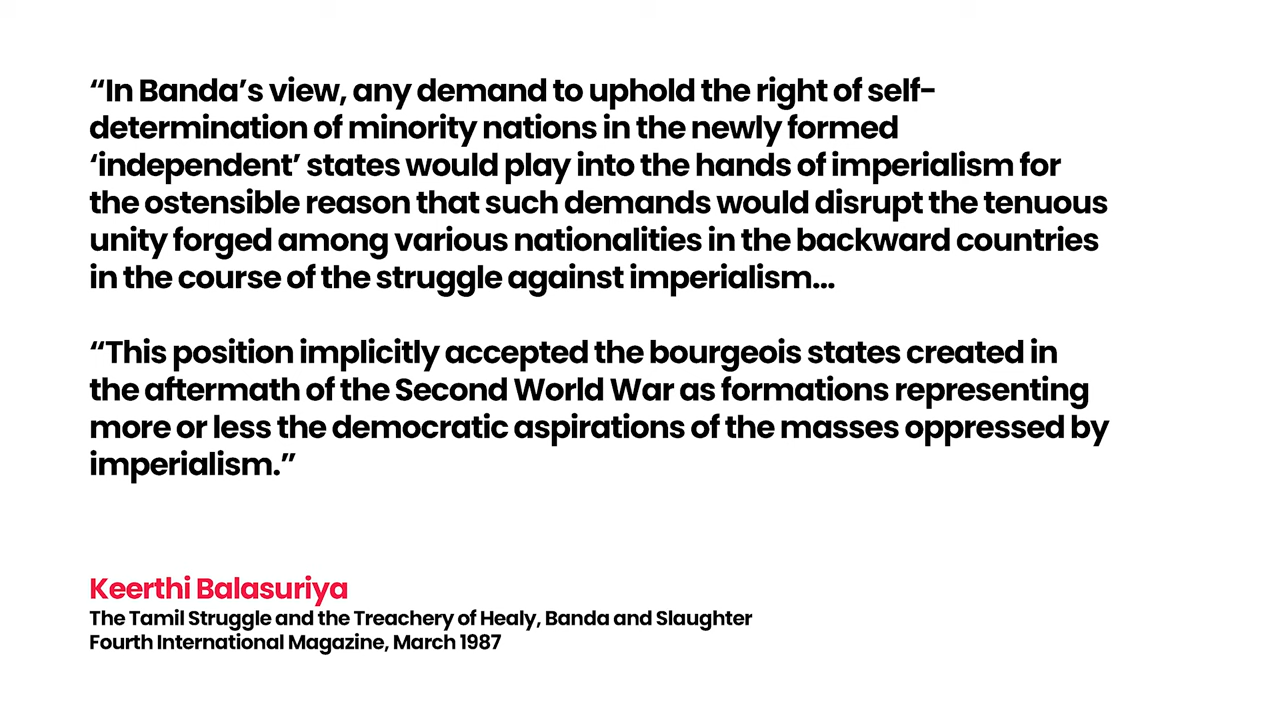 “In Banda’s view, any demand to uphold the right of self-
determination of minority nations in the newly formed
‘independent’ states would play into the hands of imperialism for
the ostensible reason that such demands would disrupt the tenuous
unity forged among various nationalities in the backward countries
in the course of the struggle against imperialism...
“This position implicitly accepted the bourgeois states created in
the aftermath of the Second World War as formations representing
more or less the democratic aspirations of the masses oppressed by
imperialism.”
Keerthi Balasuriya
The Tamil Struggle and the Treachery of Healy, Banda and Slaughter
Fourth International Magazine, March 1987